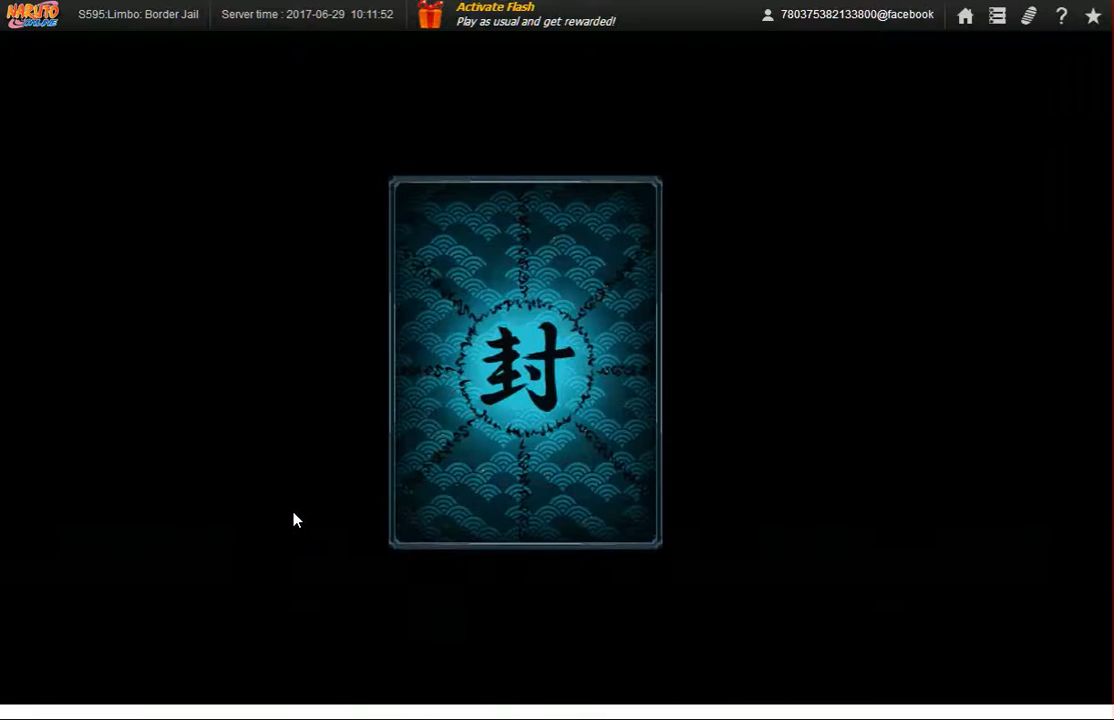 NARUTO
ONLINE
S595:Limbo: Border Jail
Server time : 2017-06-29 10:11:52
Activate Flash
Play as usual and get rewarded!
780375382133800@facebook
?
封